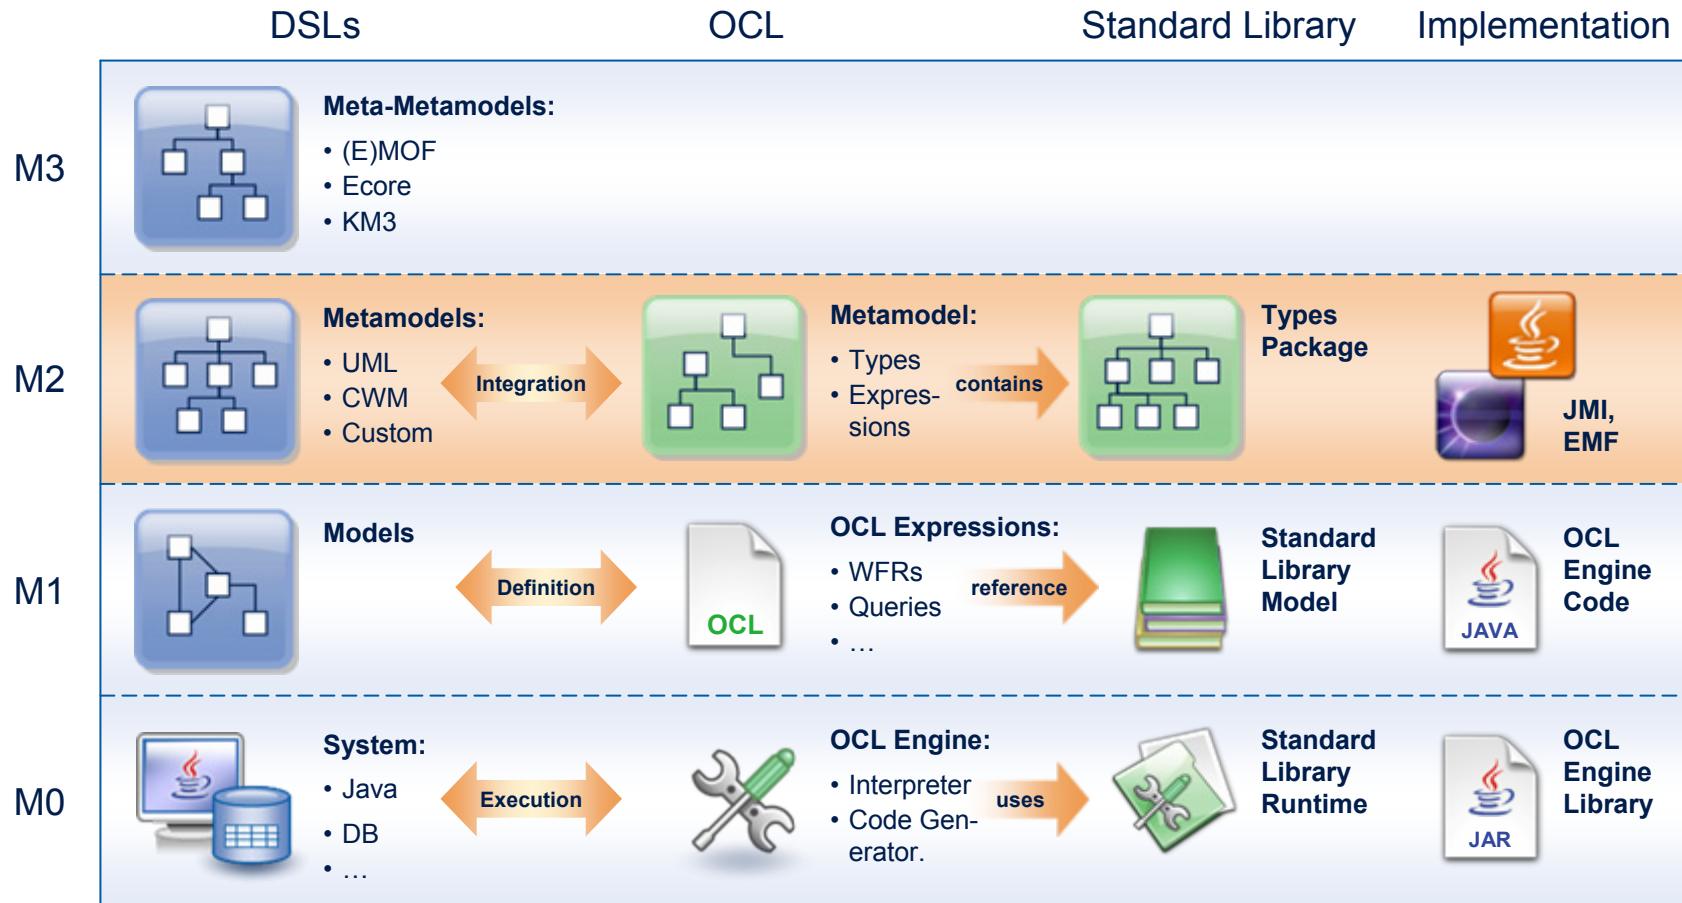 DSLs
OCL
Standard Library
Implementation
M3
Meta-Metamodels:
• (E)MOF
• Ecore
• KM3
M2
Metamodels:
• UML
• CWM
• Custom
Integration
Metamodel:
• Types
• Expres-
sions
contains
Types
Package
JMI,
EMF
M1
Models
Definition
OCL
OCL Expressions:
• WFRs
• Queries
• …
reference
Standard
Library
Model
JAVA
OCL
Engine
Code
M0
System:
• Java
• DB
• …
Execution
OCL Engine:
• Interpreter
• Code Gen-
erator.
uses
Standard
Library
Runtime
JAR
OCL
Engine
Library